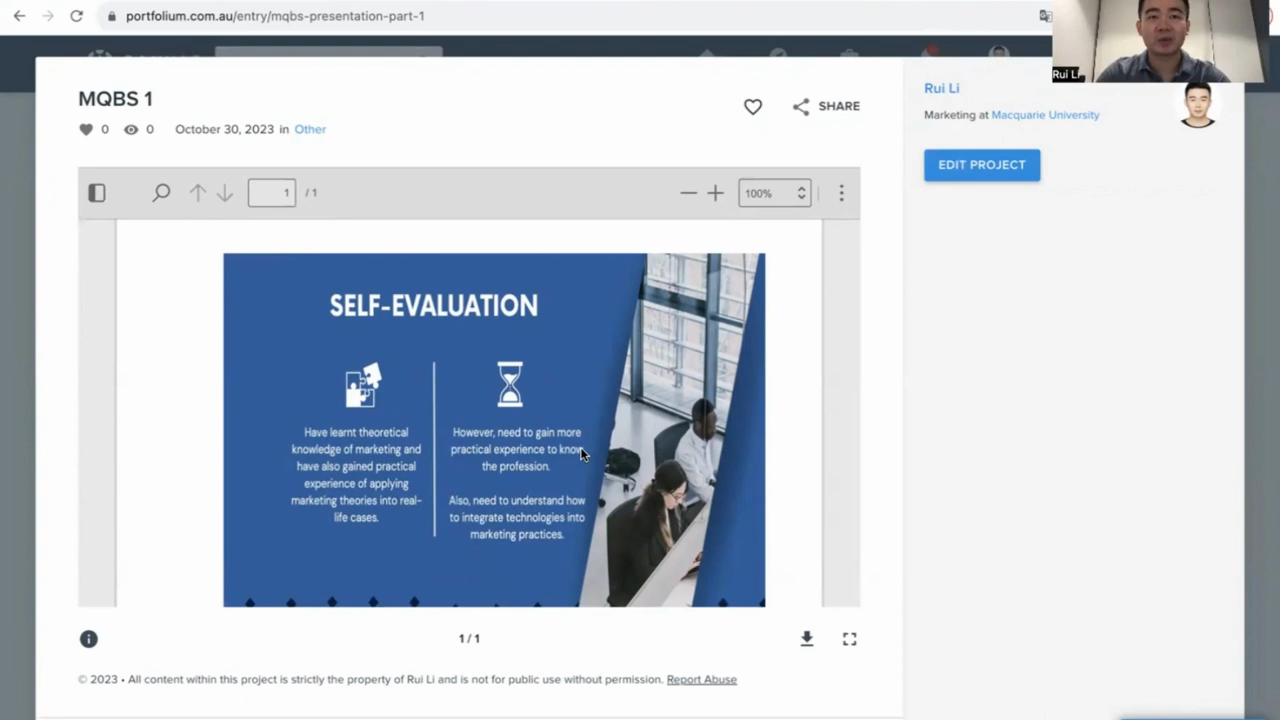 portfolium.com.au/entry/mqbs-presentation-part-1
Rui Li
MQBS 1
SHARE
0 0 October 30, 2023 in Other
Rui Li
Marketing at Macquarie University
EDIT PROJECT
1 / 1 100%
SELF-EVALUATION
Have learnt theoretical
knowledge of marketing and
have also gained practical
experience of applying
marketing theories into real-
life cases.
However, need to gain more
practical experience to know
the profession.
Also, need to understand how
to integrate technologies into
marketing practices.
1 / 1
© 2023 • All content within this project is strictly the property of Rui Li and is not for public use without permission. Report Abuse